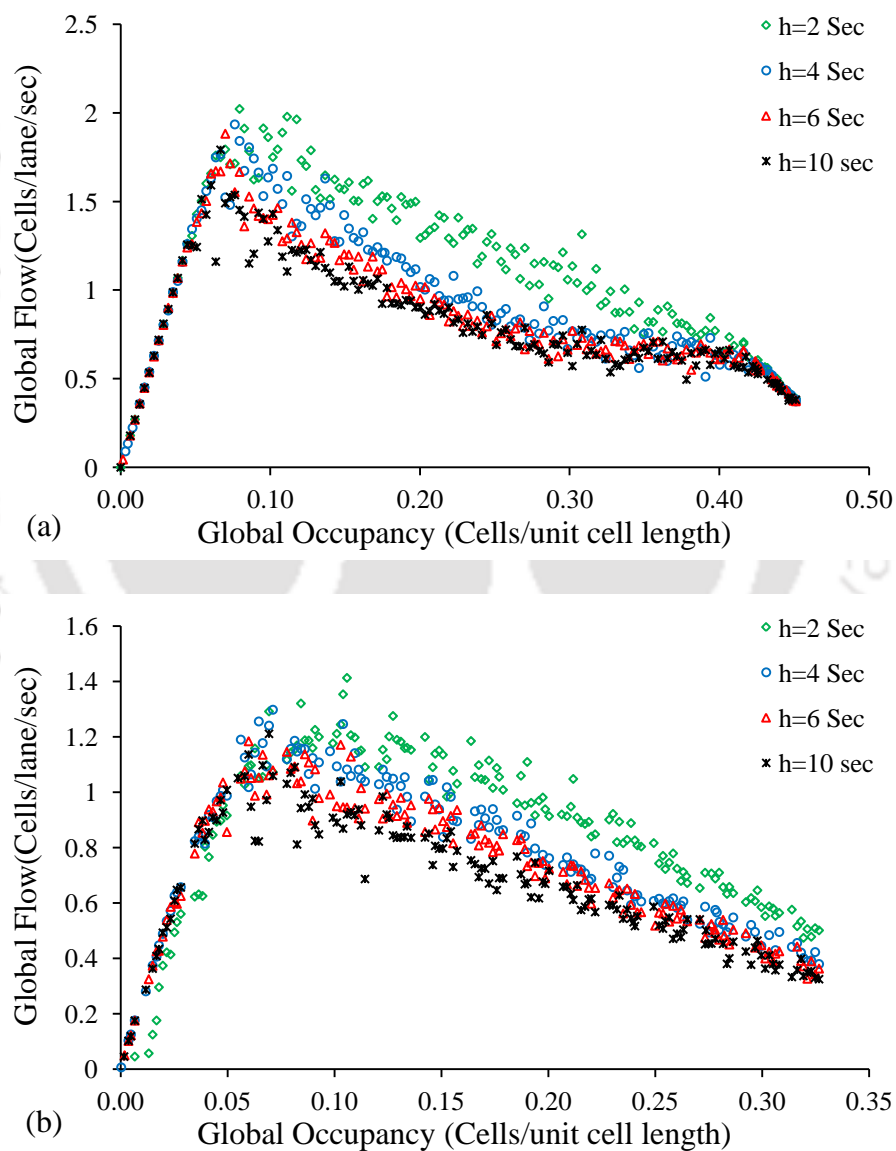 2.5
2
1.5
1
0.5
0
Global Flow(Cells/lane/sec)
h=2 Sec
h=4 Sec
h=6 Sec
h=10 sec
0.00 0.10 0.20 0.30 0.40 0.50
(a) Global Occupancy (Cells/unit cell length)
1.6
1.4
1.2
1
0.8
0.6
0.4
0.2
0
Global Flow(Cells/lane/sec)
h=2 Sec
h=4 Sec
h=6 Sec
h=10 sec
0.00 0.05 0.10 0.15 0.20 0.25 0.30 0.35
(b) Global Occupancy (Cells/unit cell length)